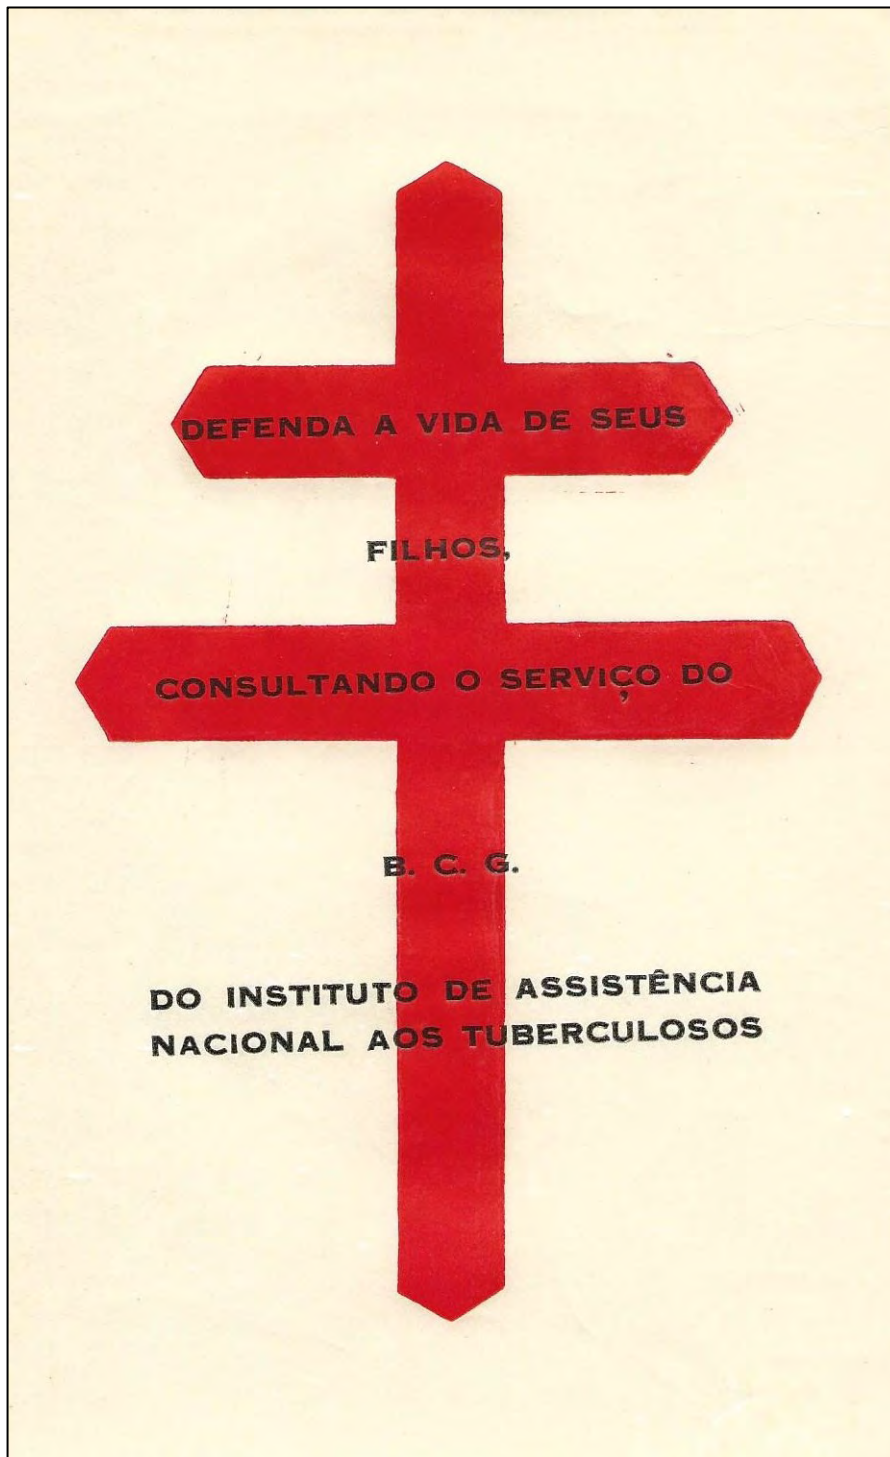 DEFENDA A VIDA DE SEUS
FILHOS,
CONSULTANDO O SERVIÇO DO
B. C. G.
DO INSTITUTO DE ASSISTÊNCIA
NACIONAL AOS TUBERCULOSOS